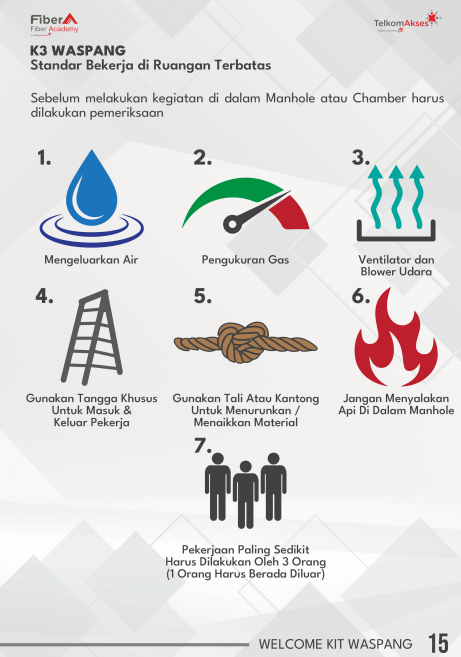 FiberA
Fiber Academy
TelkomAkses
K3 WASPANG
Standar Bekerja di Ruangan Terbatas
Sebelum melakukan kegiatan di dalam Manhole atau Chamber harus
dilakukan pemeriksaan
1.
2.
3.
Mengeluarkan Air
Pengukuran Gas
Ventilator dan
Blower Udara
4.
5.
6.
Gunakan Tangga Khusus
Untuk Masuk &
Keluar Pekerja
Gunakan Tali Atau Kantong
Untuk Menurunkan /
Menaikkan Material
Jangan Menyalakan
Api Di Dalam Manhole
7.
Pekerjaan Paling Sedikit
Harus Dilakukan Oleh 3 Orang
(1 Orang Harus Berada Diluar)
WELCOME KIT WASPANG 15